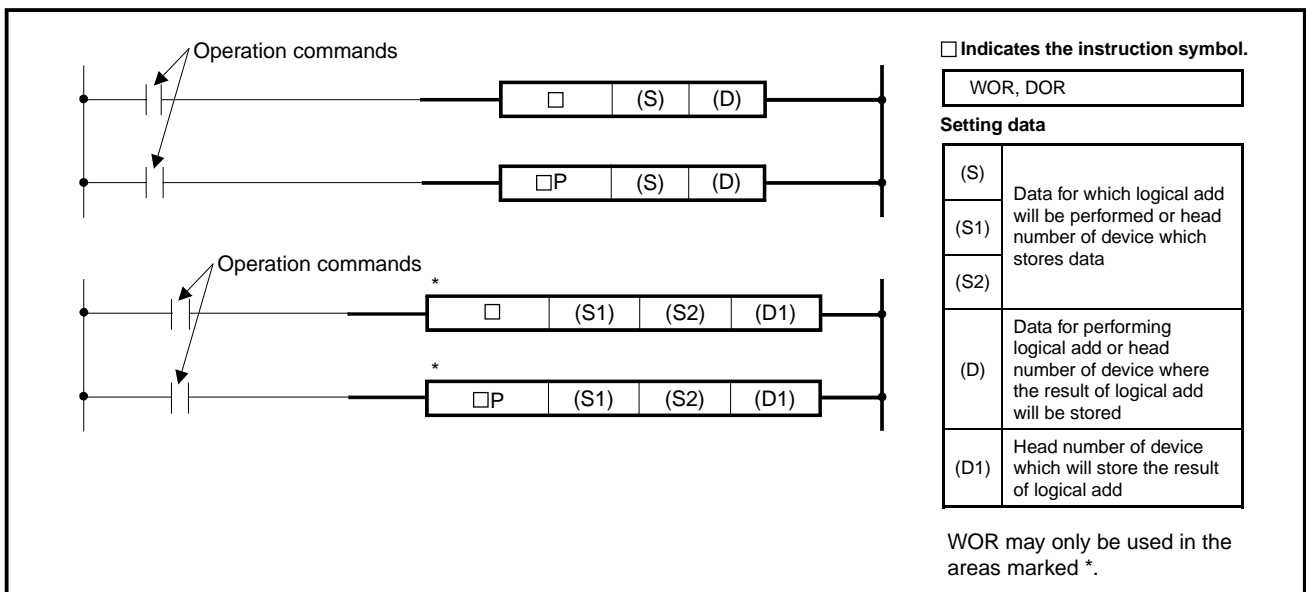 Operation commands
□ (S) (D)
□P (S) (D)
Operation commands
*
□ (S1) (S2) (D1)
*
□P (S1) (S2) (D1)
□ Indicates the instruction symbol.
WOR, DOR
Setting data
(S)
(S1)
(S2)
Data for which logical add
will be performed or head
number of device which
stores data
(D)
Data for performing
logical add or head
number of device where
the result of logical add
will be stored
(D1)
Head number of device
which will store the result
of logical add
WOR may only be used in the
areas marked *.